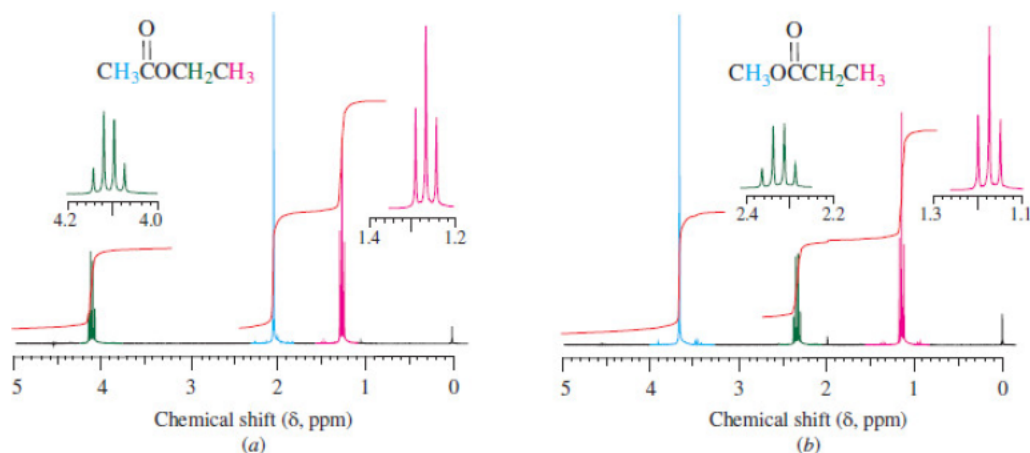 O
CH3COCH2CH3
4.2 4.0
1.4 1.2
5 4 3 2 1 0
Chemical shift (δ, ppm)
(a)
O
CH3OCCH2CH3
2.4 2.2
1.3 1.1
5 4 3 2 1 0
Chemical shift (δ, ppm)
(b)